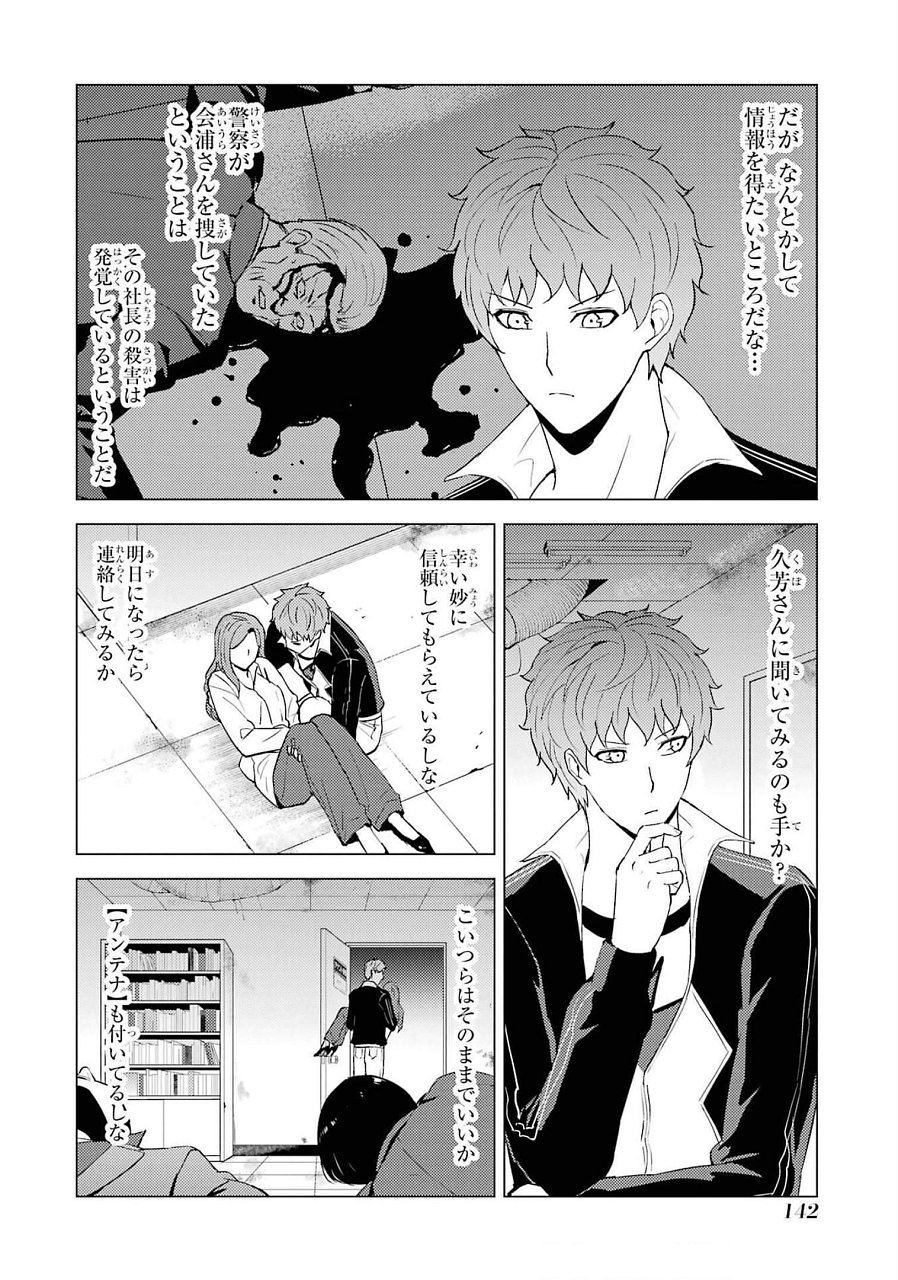 だが なんとかして
情報を得たいところだな…
警察が
会浦さんを捜していた
ということは
その社長の殺害は
発覚しているということだ
久芳さんに聞いてみるのも手か?
幸い妙に
信頼してもらえているしな
明日になったら
連絡してみるか
こいつらはそのままでいいか
【アンテナ】も付いてるしな
142